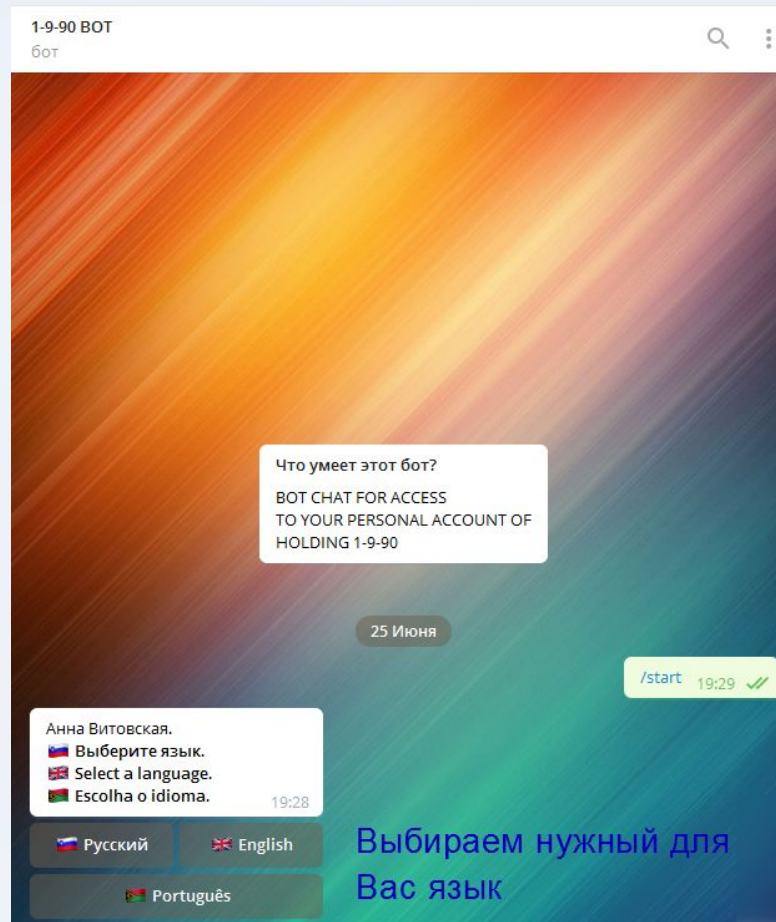 1-9-90 BOT
бот
Что умеет этот бот?
BOT CHAT FOR ACCESS
TO YOUR PERSONAL ACCOUNT OF
HOLDING 1-9-90
25 Июня
/start 19:29
Анна Витовская.
Выберите язык.
Select a language.
Escolha o idioma.
19:28
Русский English
Português
Выбираем нужный для
Вас язык